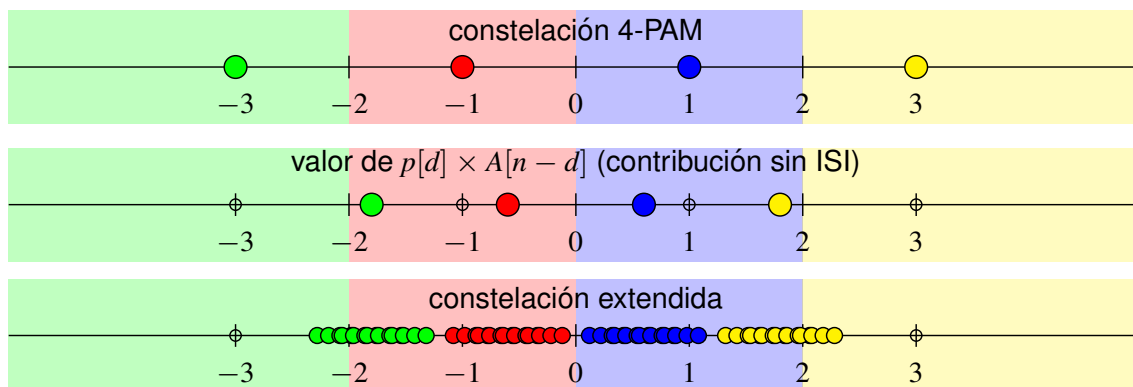 constelación 4-PAM
−3 −2 −1 0 1 2 3
valor de p[d] × A[n − d] (contribución sin ISI)
−3 −2 −1 0 1 2 3
constelación extendida
−3 −2 −1 0 1 2 3